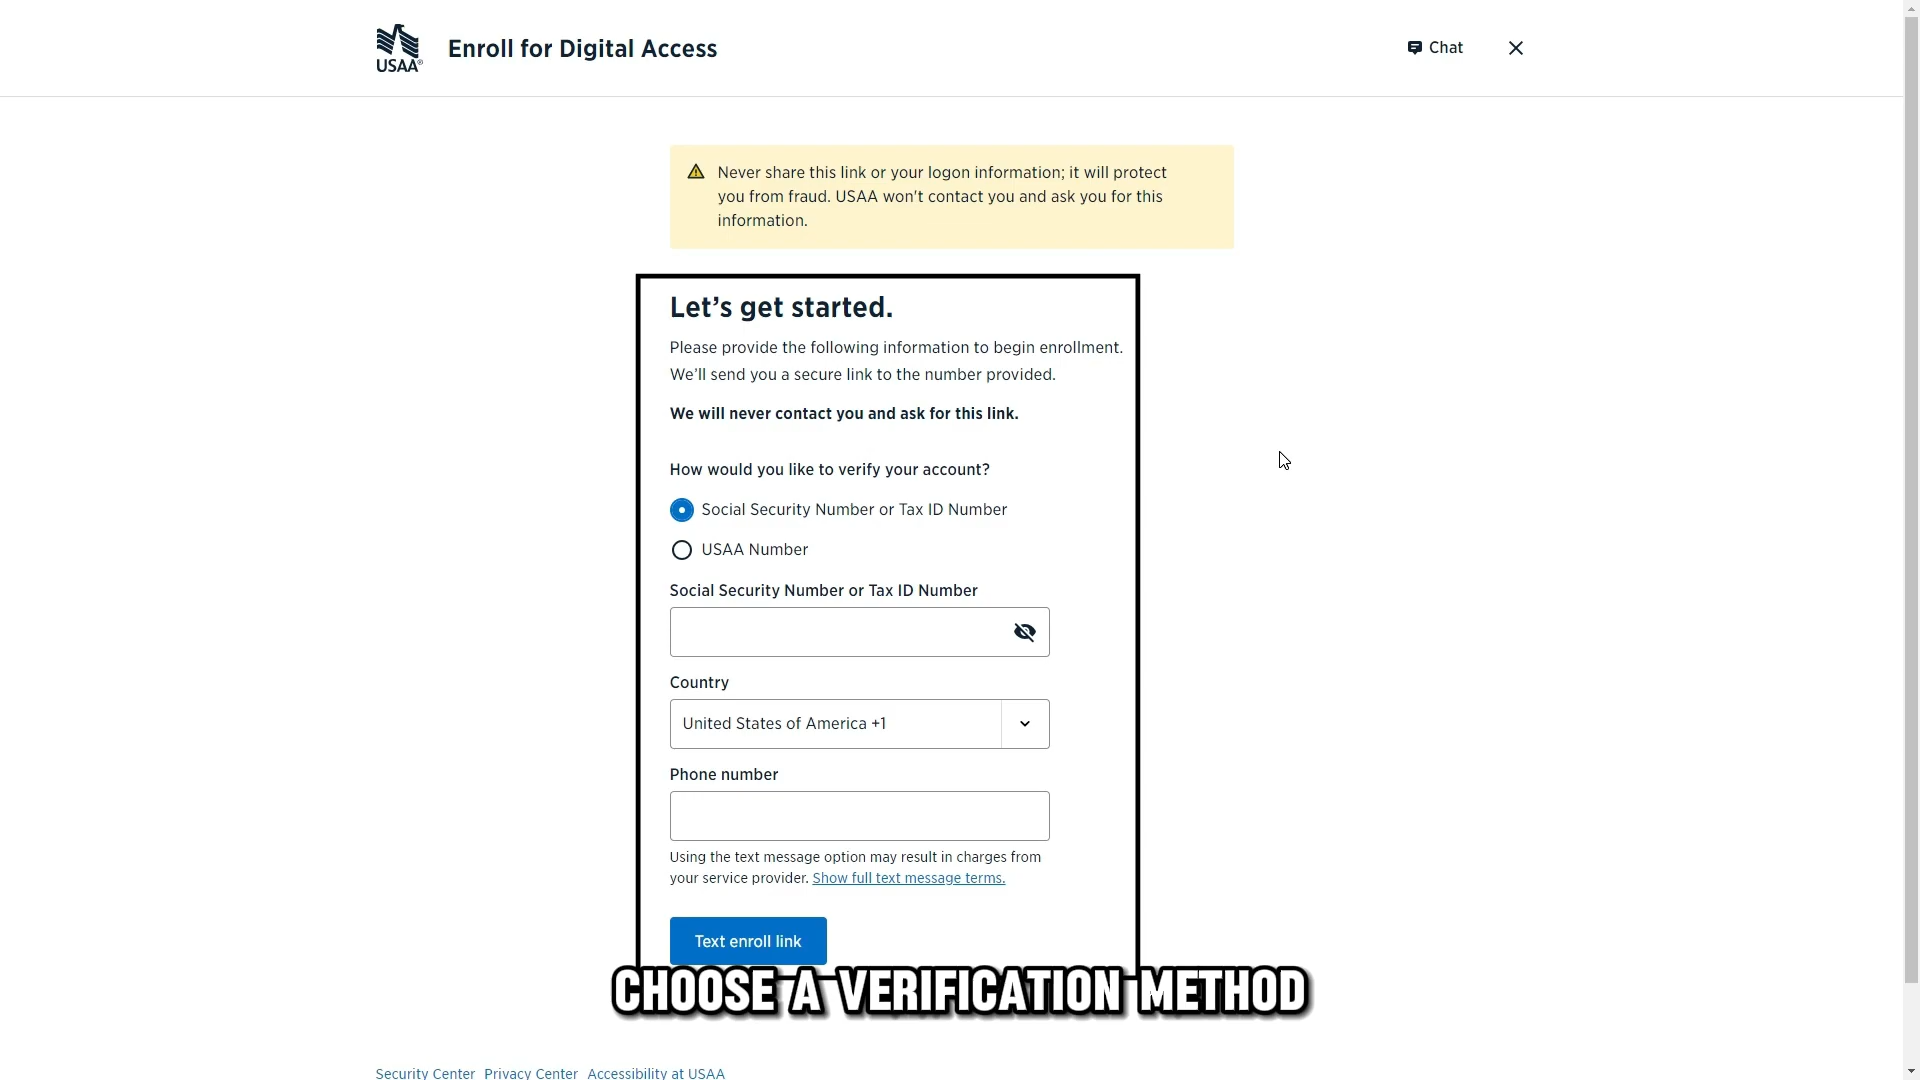 USAA®
Enroll for Digital Access
Chat
Never share this link or your logon information; it will protect
you from fraud. USAA won't contact you and ask you for this
information.
Let’s get started.
Please provide the following information to begin enrollment.
We’ll send you a secure link to the number provided.
We will never contact you and ask for this link.
How would you like to verify your account?
Social Security Number or Tax ID Number
USAA Number
Social Security Number or Tax ID Number
Country
United States of America +1
Phone number
Using the text message option may result in charges from
your service provider. Show full text message terms.
Text enroll link
CHOOSE A VERIFICATION METHOD
Security Center Privacy Center Accessibility at USAA